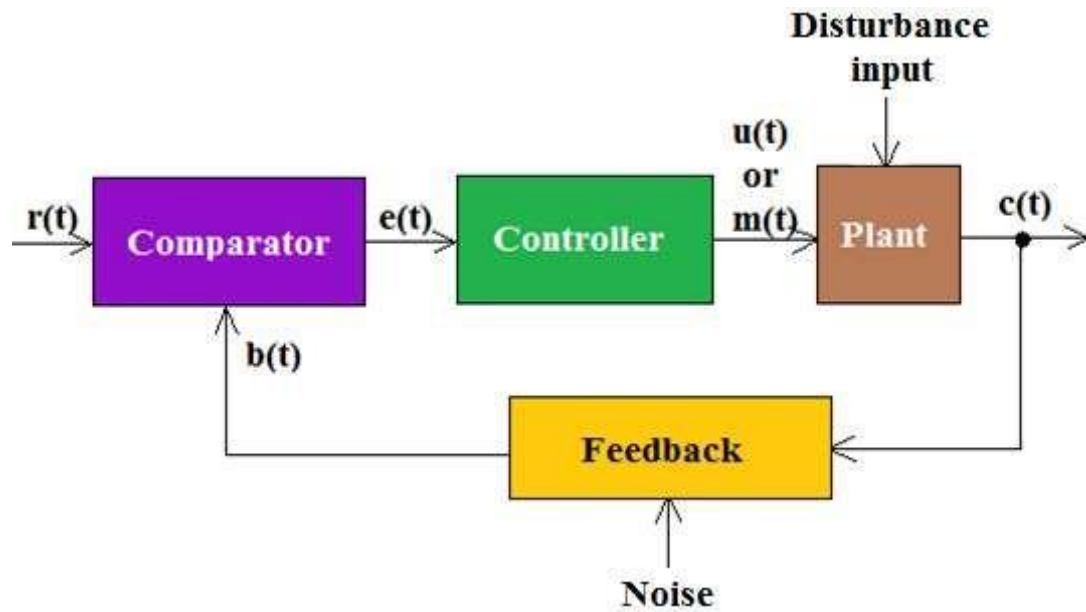 Disturbance
input
u(t)
or
m(t)
r(t)
Comparator
e(t)
Controller
Plant
c(t)
b(t)
Feedback
Noise